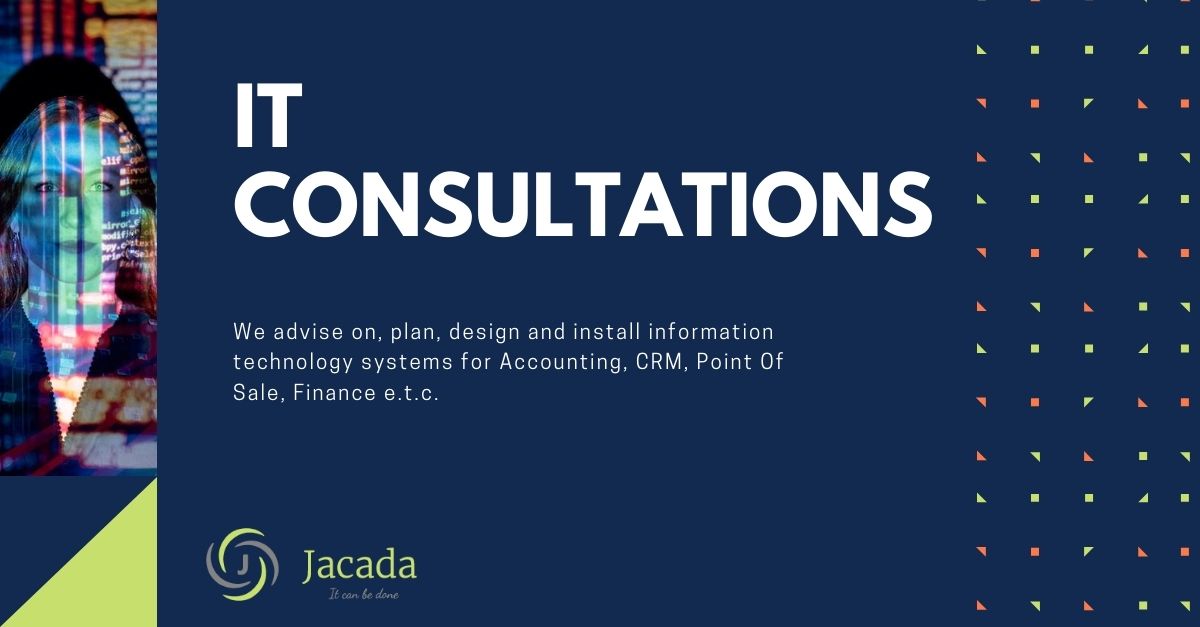 IT
CONSULTATIONS
We advise on, plan, design and install information
technology systems for Accounting, CRM, Point Of
Sale, Finance e.t.c.
J
Jacada
It can be done